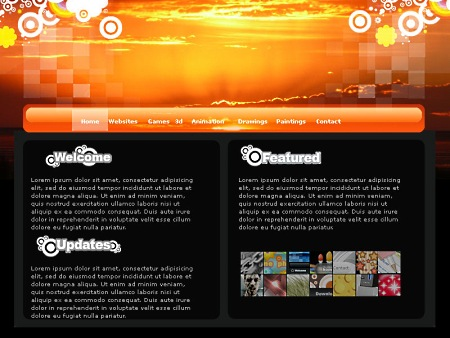 Home Websites Games 3d Animation Drawings Paintings Contact
Welcome
Lorem ipsum dolor sit amet, consectetur adipisicing
elit, sed do eiusmod tempor incididunt ut labore et
dolore magna aliqua. Ut enim ad minim veniam,
quis nostrud exercitation ullamco laboris nisi ut
aliquip ex ea commodo consequat. Duis aute irure
dolor in reprehenderit in voluptate velit esse cillum
dolore eu fugiat nulla pariatur.
Updates
Lorem ipsum dolor sit amet, consectetur adipisicing
elit, sed do eiusmod tempor incididunt ut labore et
dolore magna aliqua. Ut enim ad minim veniam,
quis nostrud exercitation ullamco laboris nisi ut
aliquip ex ea commodo consequat. Duis aute irure
dolor in reprehenderit in voluptate velit esse cillum
dolore eu fugiat nulla pariatur.
Featured
Lorem ipsum dolor sit amet, consectetur adipisicing
elit, sed do eiusmod tempor incididunt ut labore et
dolore magna aliqua. Ut enim ad minim veniam,
quis nostrud exercitation ullamco laboris nisi ut
aliquip ex ea commodo consequat. Duis aute irure
dolor in reprehenderit in voluptate velit esse cillum
dolore eu fugiat nulla pariatur.